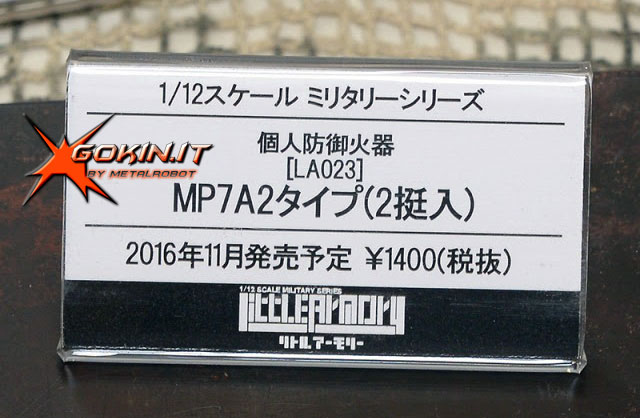 1/12スケール ミリタリーシリーズ
個人防御火器
[LA023]
MP7A2タイプ(2挺入)
2016年11月発売予定 ¥1400(税抜)
1/12 SCALE MILITARY SERIES
LITTLEARMORY
リトルアーモリー
GOKIN.IT
BY METALROBOT